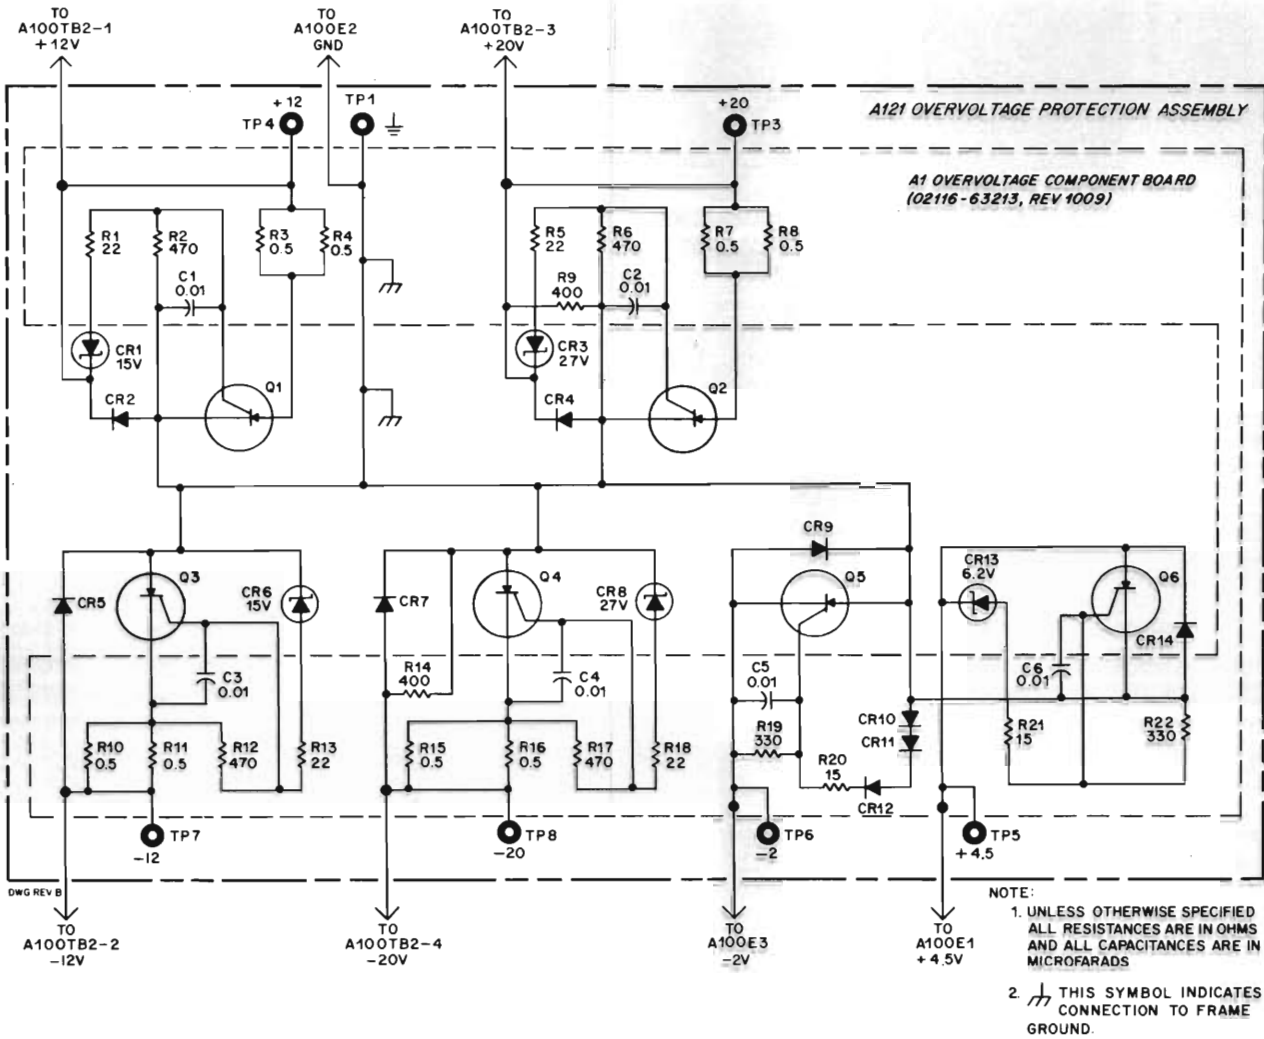 TO
A100TB2-1
+12V
TO
A100E2
GND
TO
A100TB2-3
+20V
+12
TP4
TP1
+20
TP3
A121 OVERVOLTAGE PROTECTION ASSEMBLY
A1 OVERVOLTAGE COMPONENT BOARD
(02116-63213, REV 1009)
R1
22
R2
470
R3
0.5
R4
0.5
C1
0.01
R5
22
R6
470
R7
0.5
R8
0.5
R9
400
C2
0.01
CR1
15V
CR2
Q1
CR3
27V
CR4
Q2
CR5
Q3
CR6
15V
CR7
Q4
CR8
27V
CR9
Q5
CR13
6.2V
Q6
CR14
C3
0.01
R14
400
C4
0.01
C5
0.01
C6
0.01
R10
0.5
R11
0.5
R12
470
R13
22
R15
0.5
R16
0.5
R17
470
R18
22
R19
330
R20
15
CR10
CR11
CR12
R21
15
R22
330
TP7
-12
TP8
-20
TP6
-2
TP5
+4.5
DWG REV B
TO
A100TB2-2
-12V
TO
A100TB2-4
-20V
TO
A100E3
-2V
TO
A100E1
+4.5V
NOTE:
1. UNLESS OTHERWISE SPECIFIED
ALL RESISTANCES ARE IN OHMS
AND ALL CAPACITANCES ARE IN
MICROFARADS
2. THIS SYMBOL INDICATES
CONNECTION TO FRAME
GROUND.